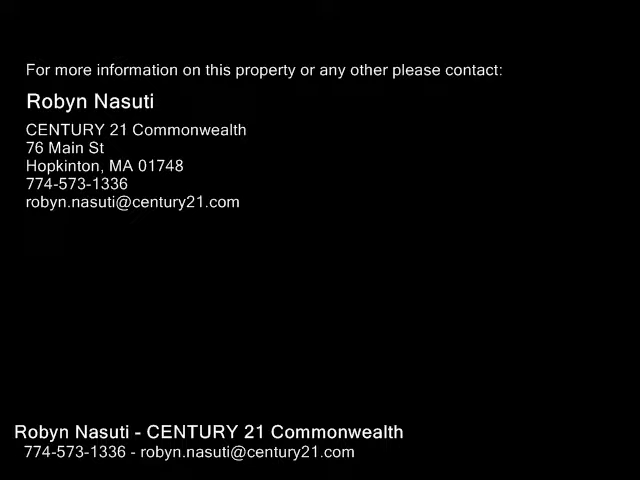 For more information on this property or any other please contact:
Robyn Nasuti
CENTURY 21 Commonwealth
76 Main St
Hopkinton, MA 01748
774-573-1336
robyn.nasuti@century21.com
Robyn Nasuti - CENTURY 21 Commonwealth
774-573-1336 - robyn.nasuti@century21.com